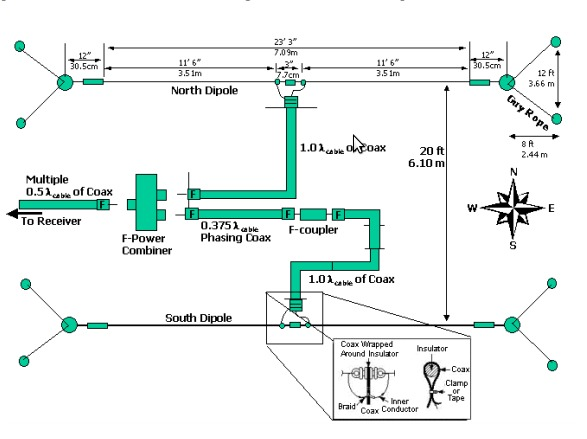 23' 3"
7.09m
12"
30.5cm
11' 6"
3.51m
3"
7.7cm
11' 6"
3.51m
12"
30.5cm
12 ft
3.66 m
North Dipole
Guy Rope
8 ft
2.44 m
1.0 λcable of Coax
20 ft
6.10 m
Multiple
0.5 λcable of Coax
F
F
To Receiver
F-Power
Combiner
F
0.375 λcable
Phasing Coax
F
F-coupler
F
N
W
E
S
1.0 λcable of Coax
South Dipole
Coax Wrapped
Around Insulator
Insulator
Coax
Clamp
or
Tape
Braid
Coax
Inner
Conductor